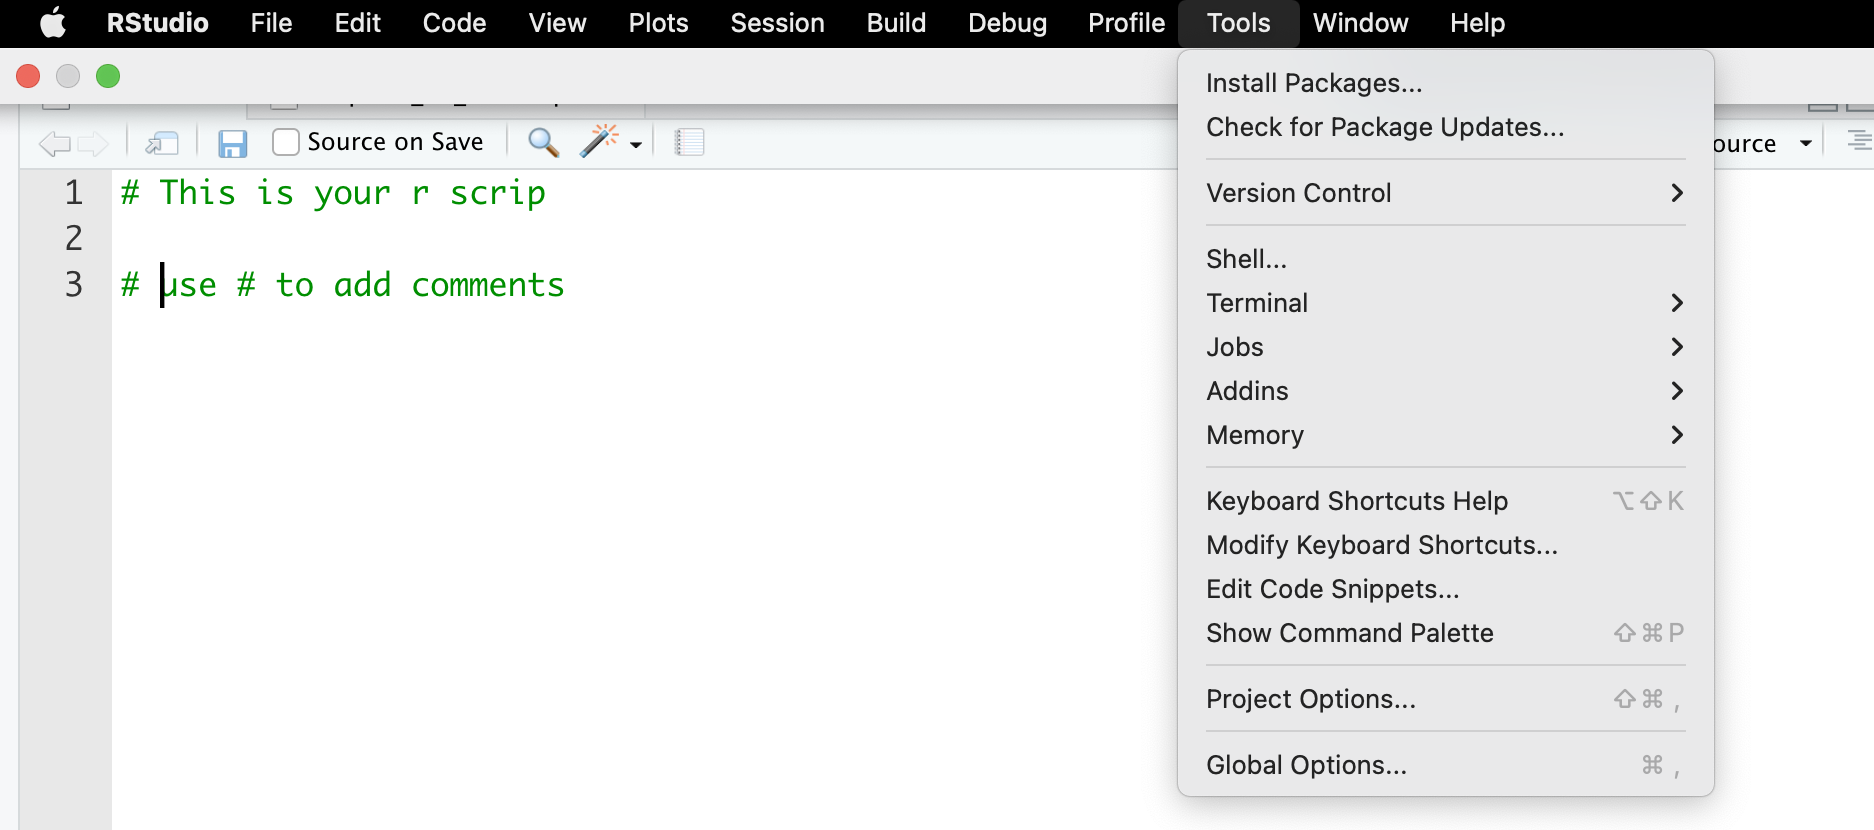 RStudio File Edit Code View Plots Session Build Debug Profile Tools Window Help
Source on Save
ource
1 # This is your r scrip
2
3 # use # to add comments
Install Packages...
Check for Package Updates...
Version Control
Shell...
Terminal
Jobs
Addins
Memory
Keyboard Shortcuts Help ⌥⇧K
Modify Keyboard Shortcuts...
Edit Code Snippets...
Show Command Palette ⇧⌘P
Project Options... ⇧⌘,
Global Options... ⌘,